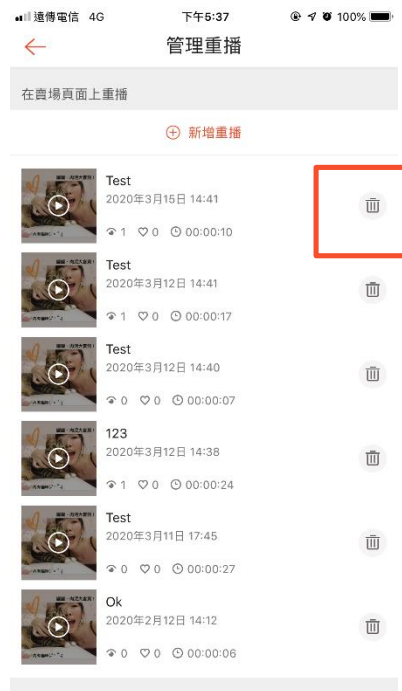 遠傳電信 4G 下午5:37 100%
管理重播
在賣場頁面上重播
新增重播
Test
2020年3月15日 14:41
1 0 00:00:10
Test
2020年3月12日 14:41
1 0 00:00:17
Test
2020年3月12日 14:40
0 0 00:00:07
123
2020年3月12日 14:38
1 0 00:00:24
Test
2020年3月11日 17:45
0 0 00:00:27
Ok
2020年2月12日 14:12
0 0 00:00:06